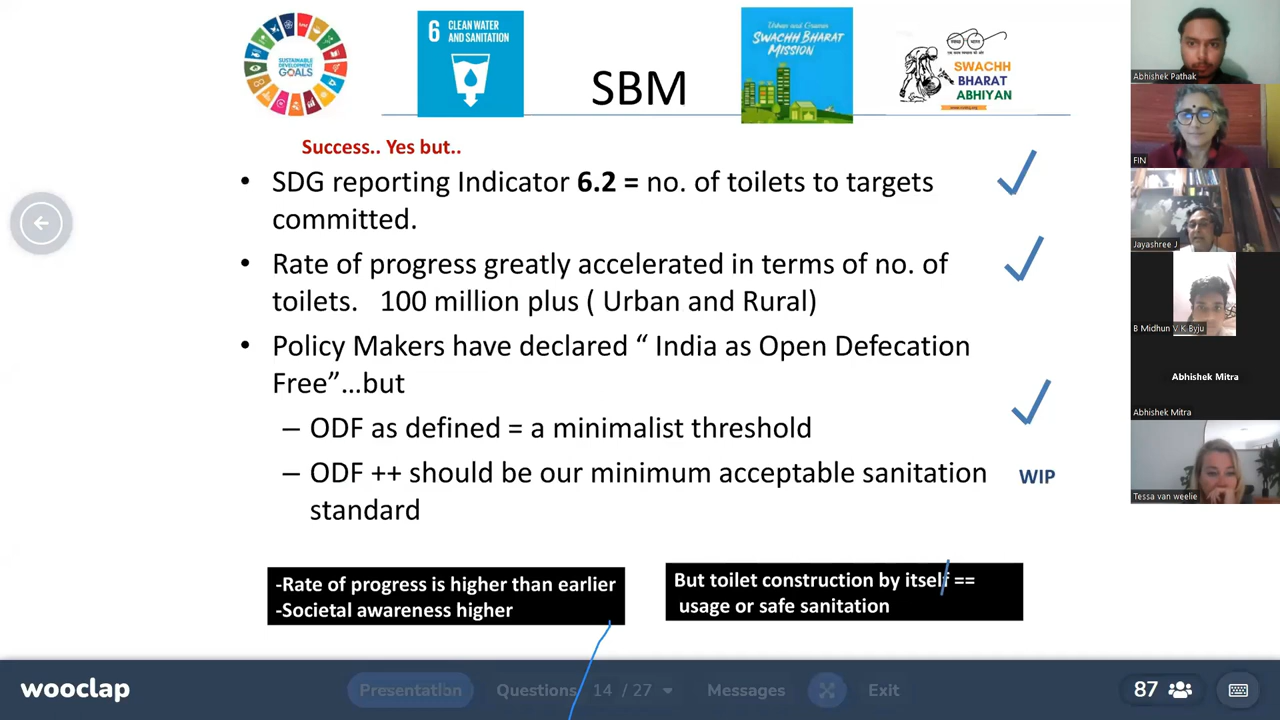 SUSTAINABLE DEVELOPMENT
GOALS
6 CLEAN WATER
AND SANITATION
SBM
SWACHH BHARAT
MISSION
SWACHH
BHARAT
ABHIYAN
Success.. Yes but..
• SDG reporting Indicator 6.2 = no. of toilets to targets
committed.
• Rate of progress greatly accelerated in terms of no. of
toilets. 100 million plus ( Urban and Rural)
• Policy Makers have declared “ India as Open Defecation
Free”...but
– ODF as defined = a minimalist threshold
– ODF ++ should be our minimum acceptable sanitation
standard
WIP
-Rate of progress is higher than earlier
-Societal awareness higher
But toilet construction by itself ==
usage or safe sanitation
Abhishek Pathak
FIN
Jayashree J
B Midhun V K Byju
Abhishek Mitra
Abhishek Mitra
Tessa van weelie
wooclap
Presentation
Questions
14 / 27
Messages
Exit
87